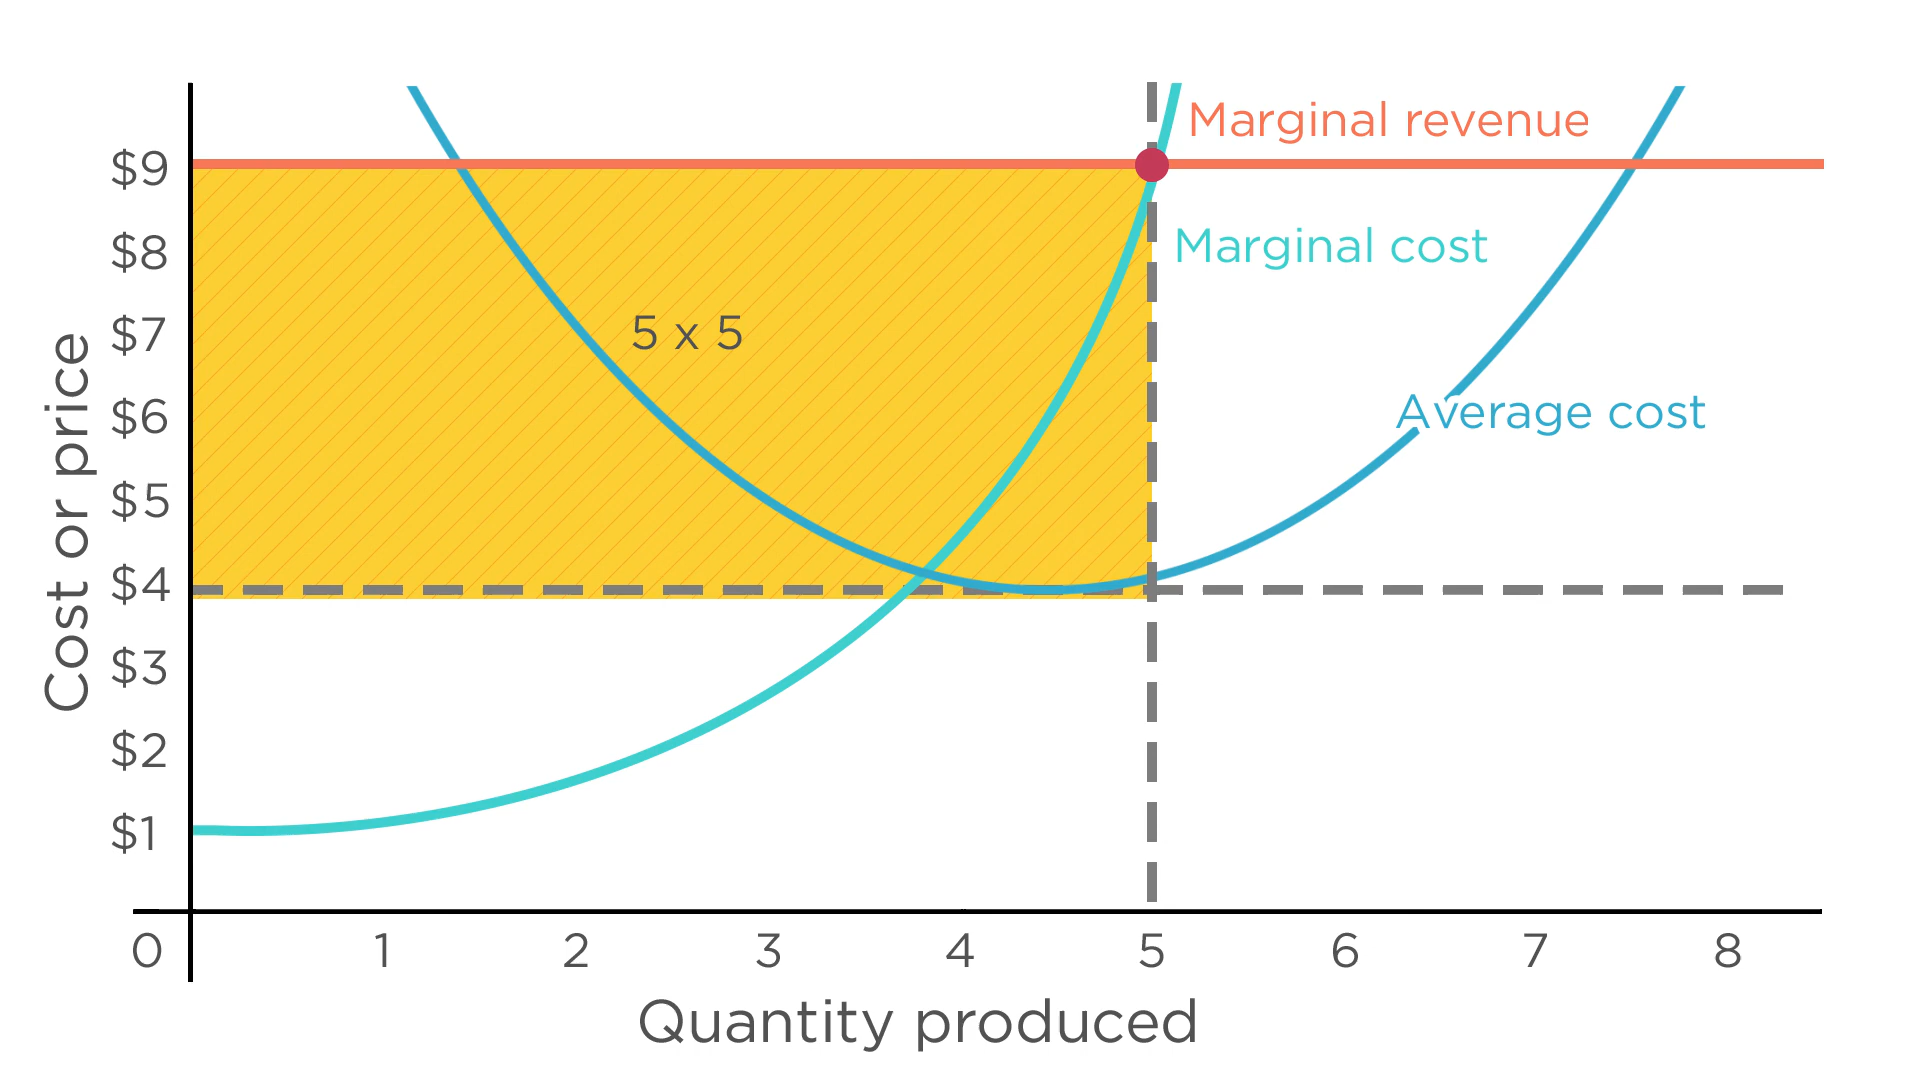 Marginal revenue
$9
Marginal cost
$8
5 x 5
$7
$6
Average cost
$5
$4
$3
$2
$1
Cost or price
0 1 2 3 4 5 6 7 8
Quantity produced